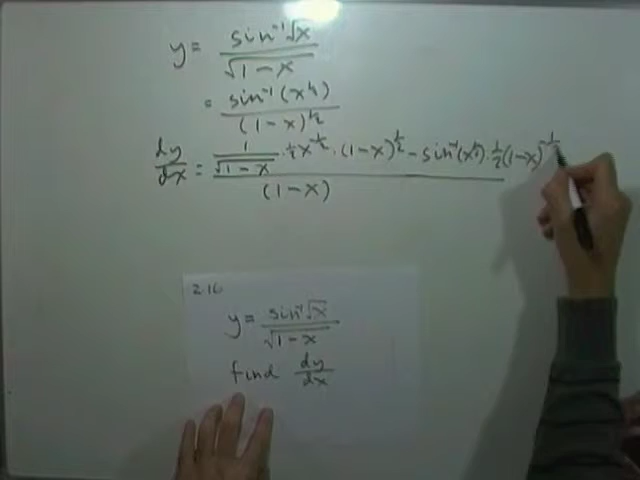 y = sin⁻¹√x / √(1-x)
= sin⁻¹(x^½) / (1-x)^½
dy/dx = 1/√(1-x) · ½ x^-½ · (1-x)^½ - sin⁻¹(x^½) · ½ (1-x)^-½ / (1-x)
2.16
y = sin⁻¹√x / √(1-x)
find dy/dx